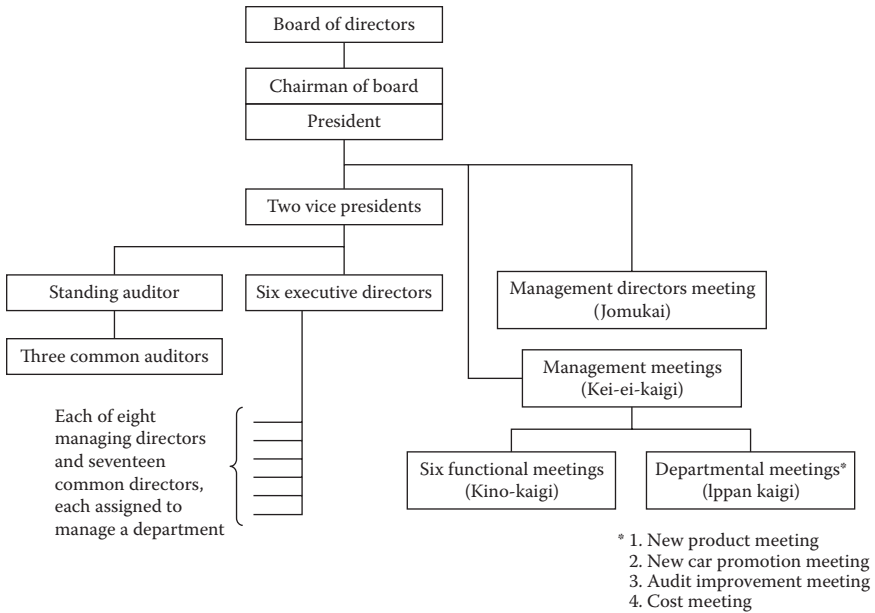 Board of directors
Chairman of board
President
Two vice presidents
Standing auditor
Six executive directors
Management directors meeting
(Jomukai)
Three common auditors
Management meetings
(Kei-ei-kaigi)
Each of eight
managing directors
and seventeen
common directors,
each assigned to
manage a department
Six functional meetings
(Kino-kaigi)
Departmental meetings*
(lppan kaigi)
* 1. New product meeting
2. New car promotion meeting
3. Audit improvement meeting
4. Cost meeting